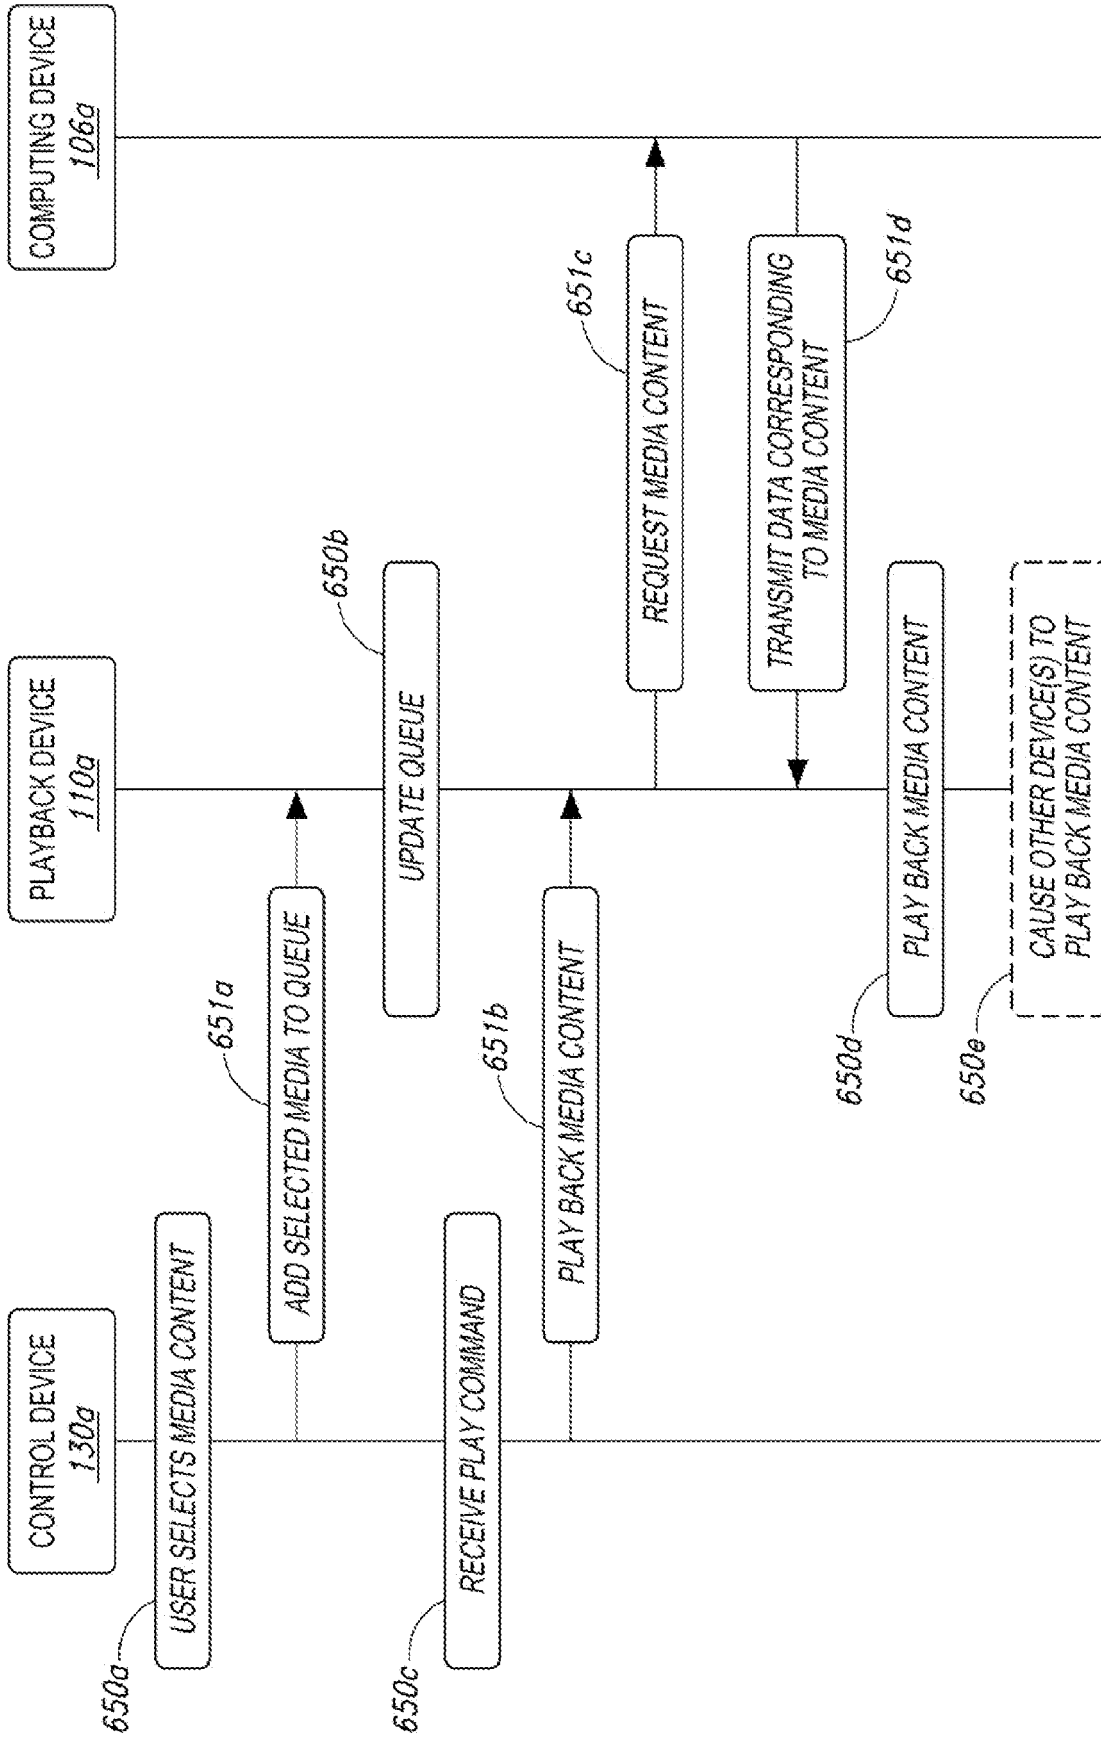 CONTROL DEVICE
130a
PLAYBACK DEVICE
110a
COMPUTING DEVICE
106a
650a
USER SELECTS MEDIA CONTENT
651a
ADD SELECTED MEDIA TO QUEUE
650b
UPDATE QUEUE
650c
RECEIVE PLAY COMMAND
651b
PLAY BACK MEDIA CONTENT
651c
REQUEST MEDIA CONTENT
TRANSMIT DATA CORRESPONDING
TO MEDIA CONTENT
651d
650d
PLAY BACK MEDIA CONTENT
650e
CAUSE OTHER DEVICE(S) TO
PLAY BACK MEDIA CONTENT